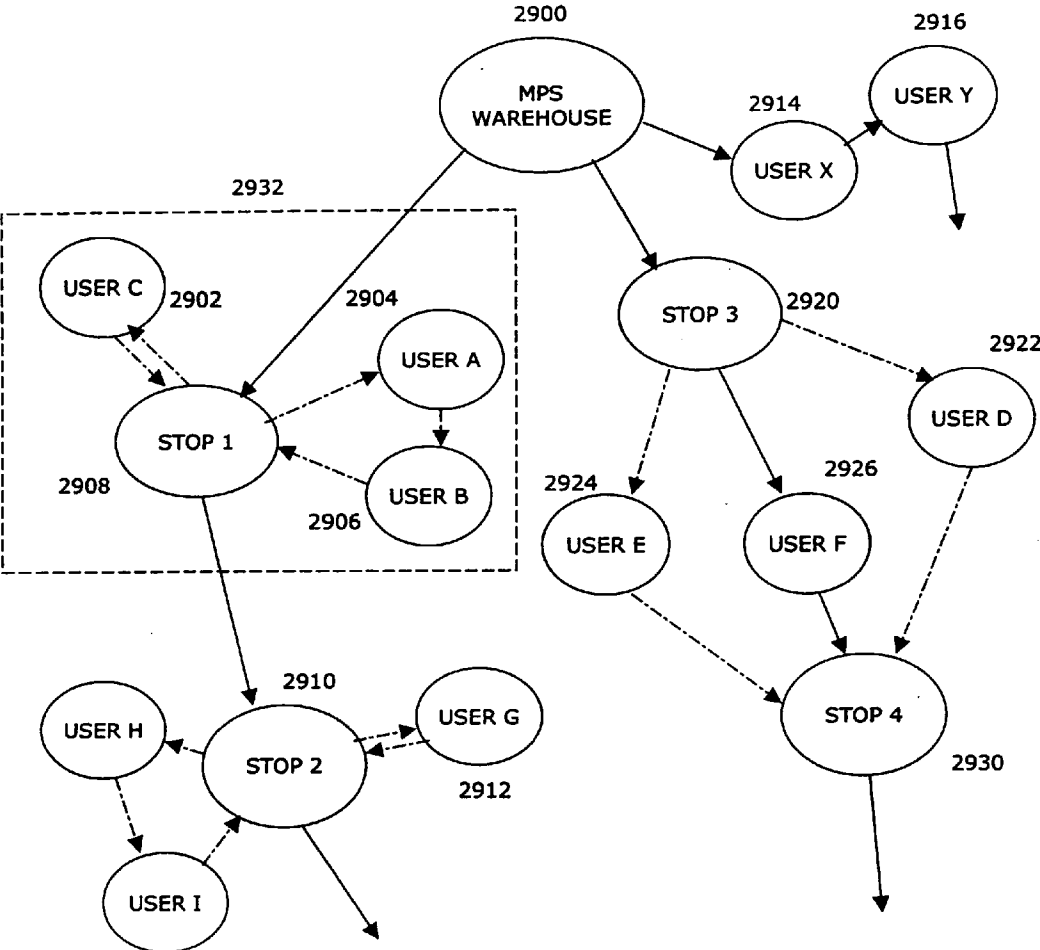 2900
2916
MPS
WAREHOUSE
2914
USER Y
USER X
2932
USER C
2902
2904
STOP 3
2920
USER A
2922
STOP 1
USER D
2908
2906
USER B
2924
2926
USER E
USER F
2910
USER H
USER G
STOP 2
STOP 4
2912
2930
USER I